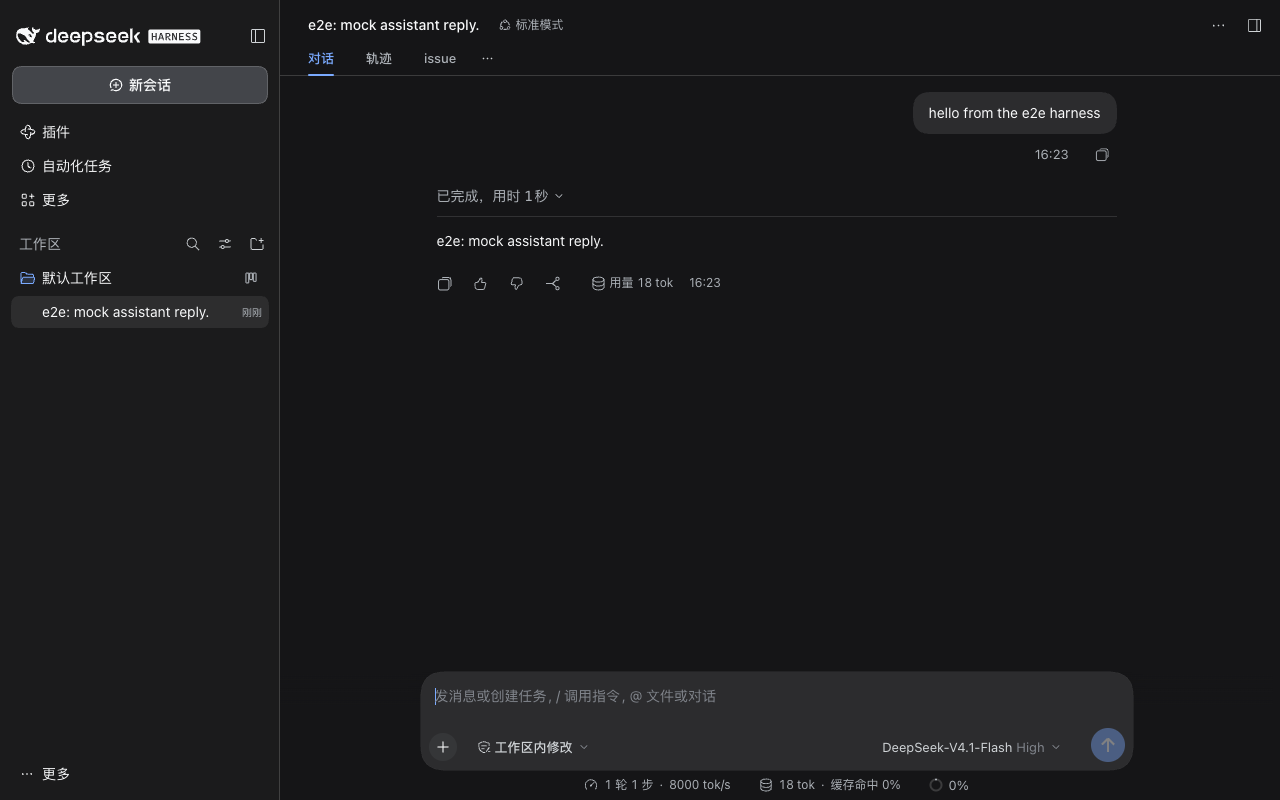 deepseek HARNESS
新会话
插件
自动化任务
更多
工作区
默认工作区
e2e: mock assistant reply. 刚刚
更多
e2e: mock assistant reply. 标准模式
对话 轨迹 issue
hello from the e2e harness
16:23
已完成，用时 1秒
e2e: mock assistant reply.
用量 18 tok 16:23
发消息或创建任务, / 调用指令, @ 文件或对话
工作区内修改
DeepSeek-V4.1-Flash High
1 轮 1 步 · 8000 tok/s 18 tok · 缓存命中 0% 0%